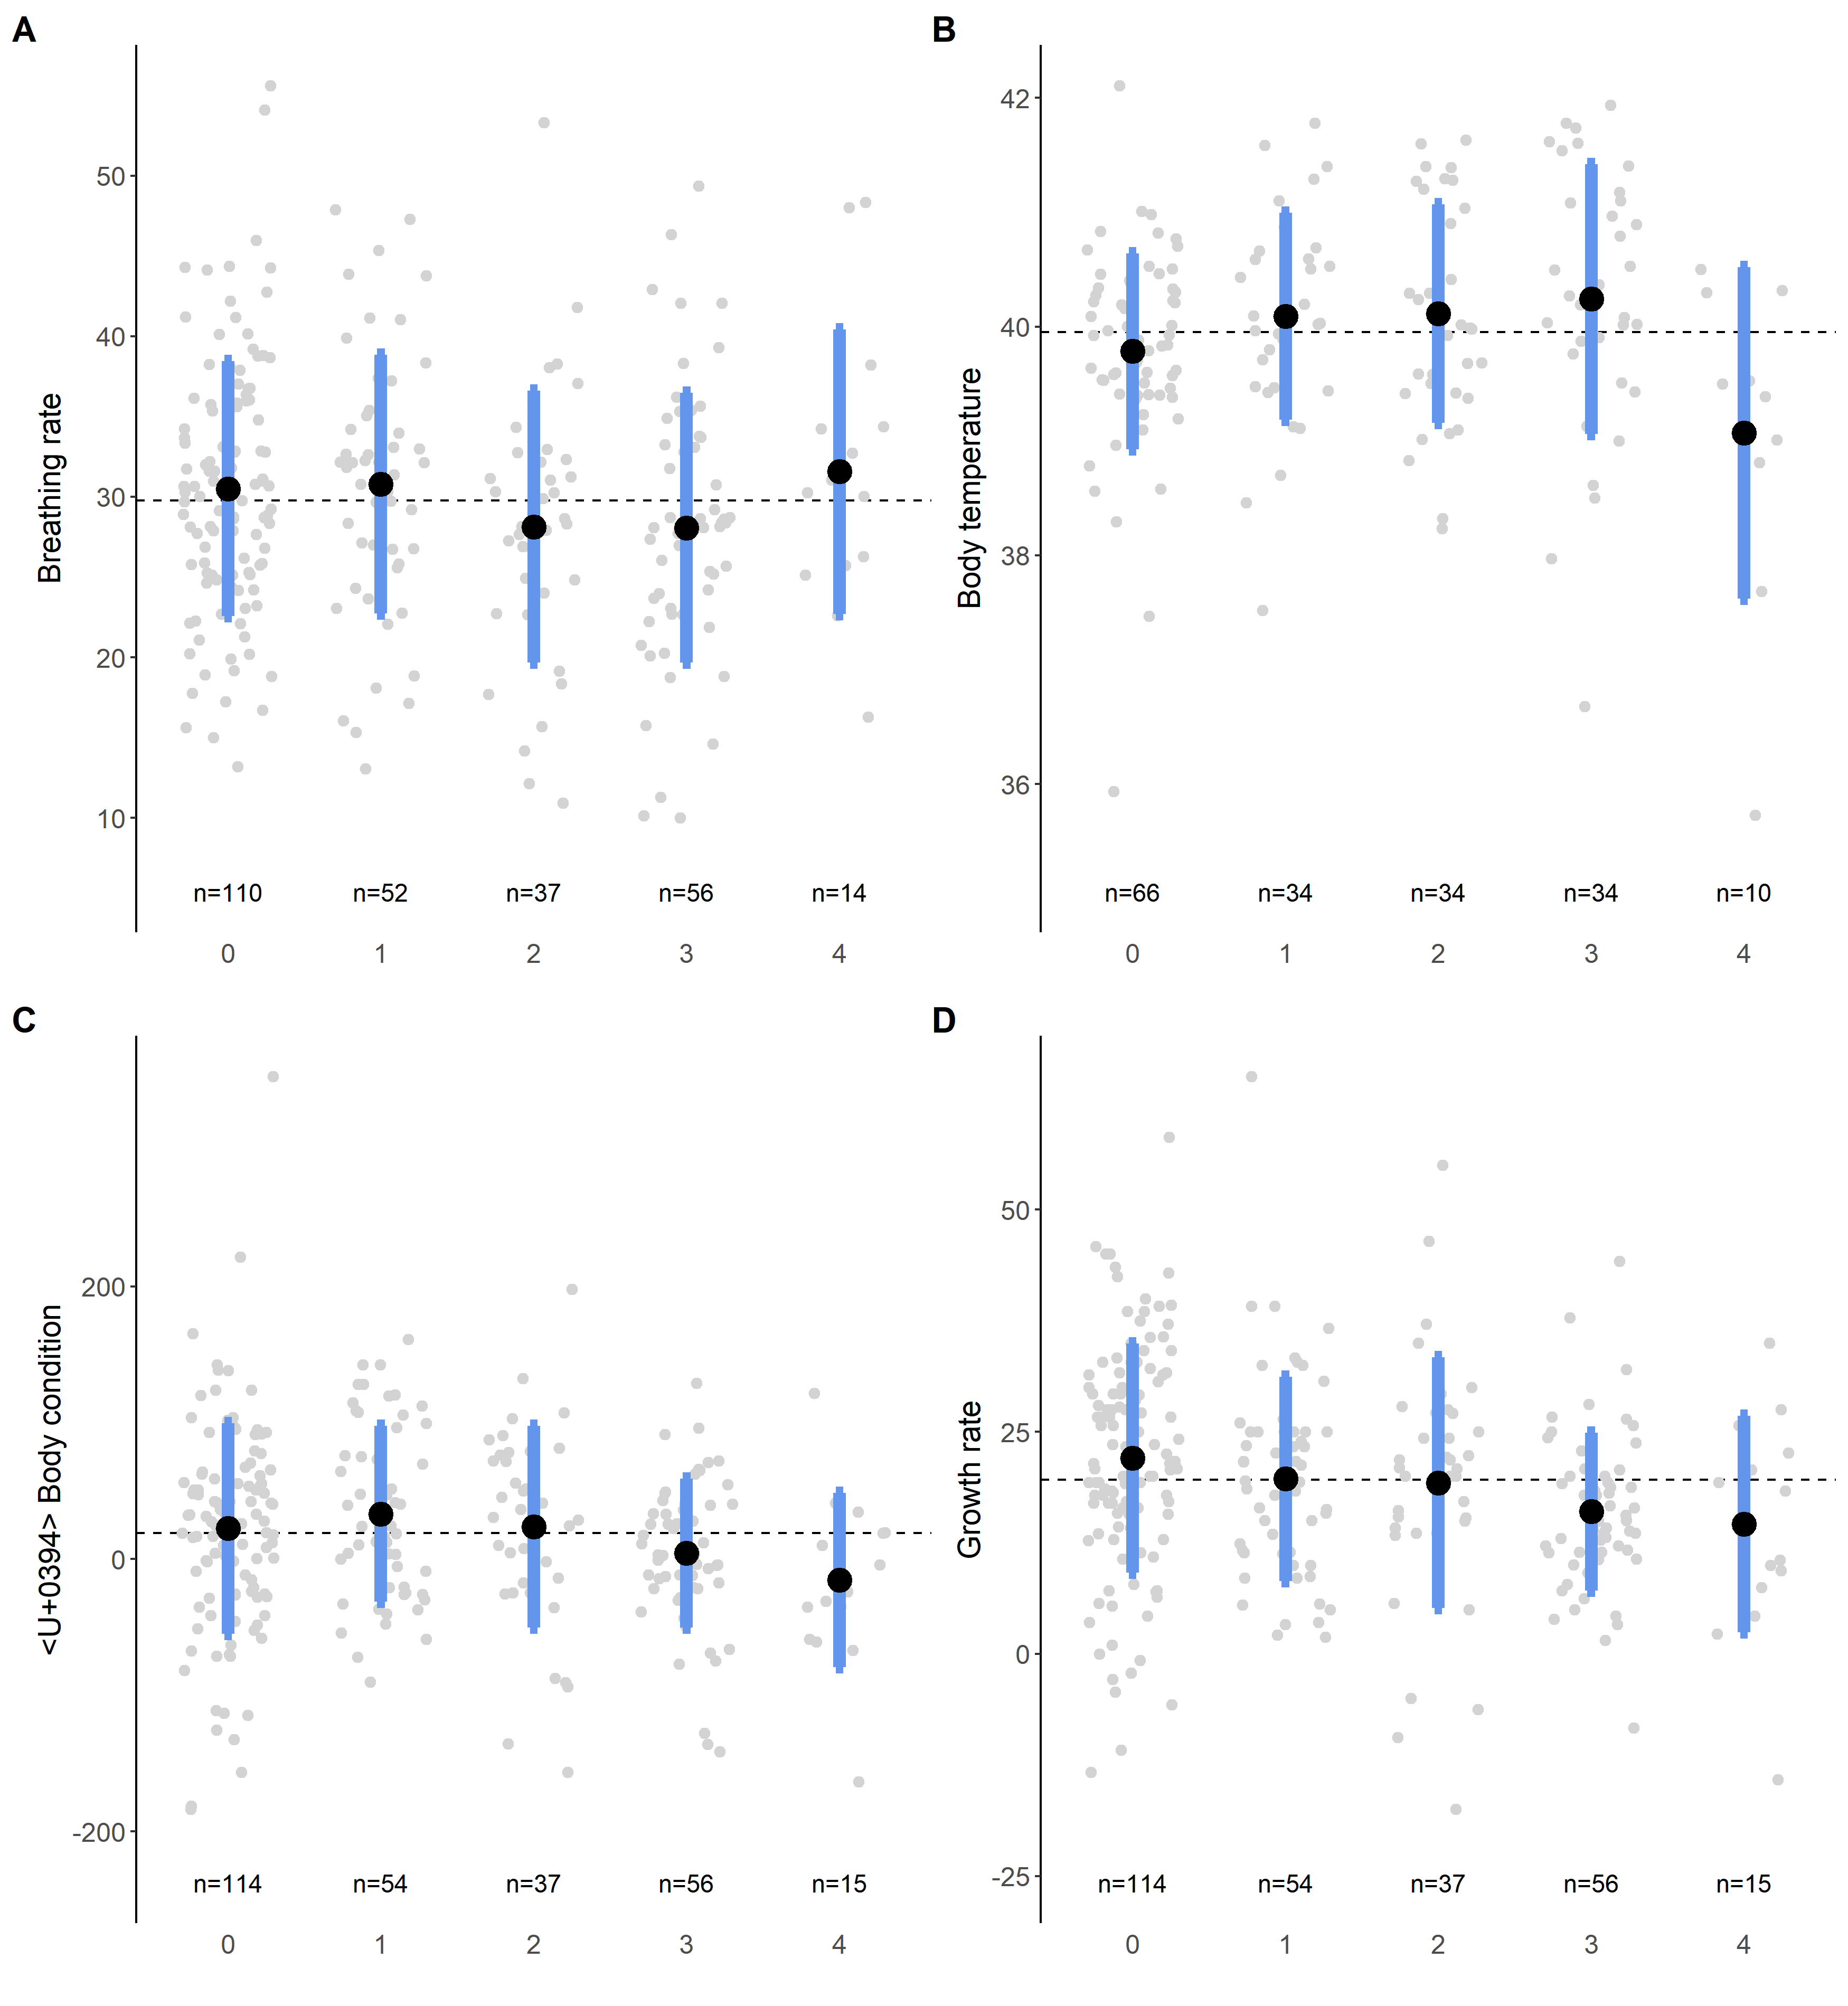 A
Breathing rate
50
40
30
20
10
n=110 n=52 n=37 n=56 n=14
0 1 2 3 4
B
Body temperature
42
40
38
36
n=66 n=34 n=34 n=34 n=10
0 1 2 3 4
C
<U+0394> Body condition
200
0
-200
n=114 n=54 n=37 n=56 n=15
0 1 2 3 4
D
Growth rate
50
25
0
-25
n=114 n=54 n=37 n=56 n=15
0 1 2 3 4